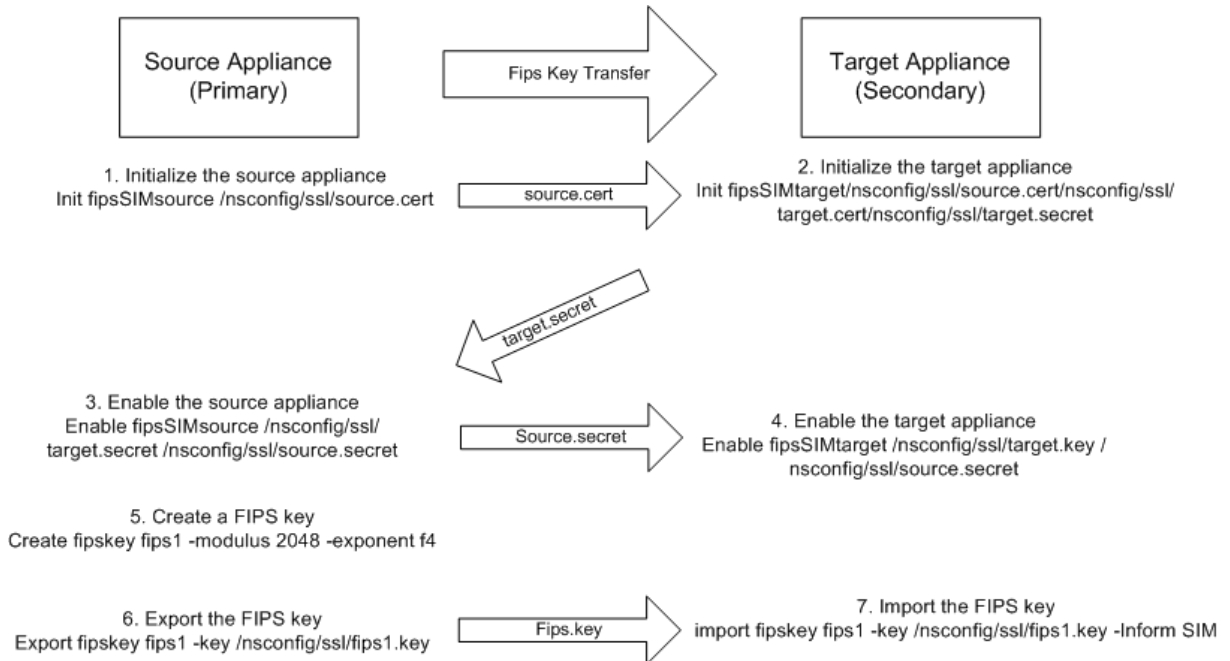 Source Appliance
(Primary)
Fips Key Transfer
Target Appliance
(Secondary)
1. Initialize the source appliance
Init fipsSIMsource /nsconfig/ssl/source.cert
source.cert
2. Initialize the target appliance
Init fipsSIMtarget/nsconfig/ssl/source.cert/nsconfig/ssl/
target.cert/nsconfig/ssl/target.secret
target.secret
3. Enable the source appliance
Enable fipsSIMsource /nsconfig/ssl/
target.secret /nsconfig/ssl/source.secret
Source.secret
4. Enable the target appliance
Enable fipsSIMtarget /nsconfig/ssl/target.key /
nsconfig/ssl/source.secret
5. Create a FIPS key
Create fipskey fips1 -modulus 2048 -exponent f4
6. Export the FIPS key
Export fipskey fips1 -key /nsconfig/ssl/fips1.key
Fips.key
7. Import the FIPS key
import fipskey fips1 -key /nsconfig/ssl/fips1.key -Inform SIM